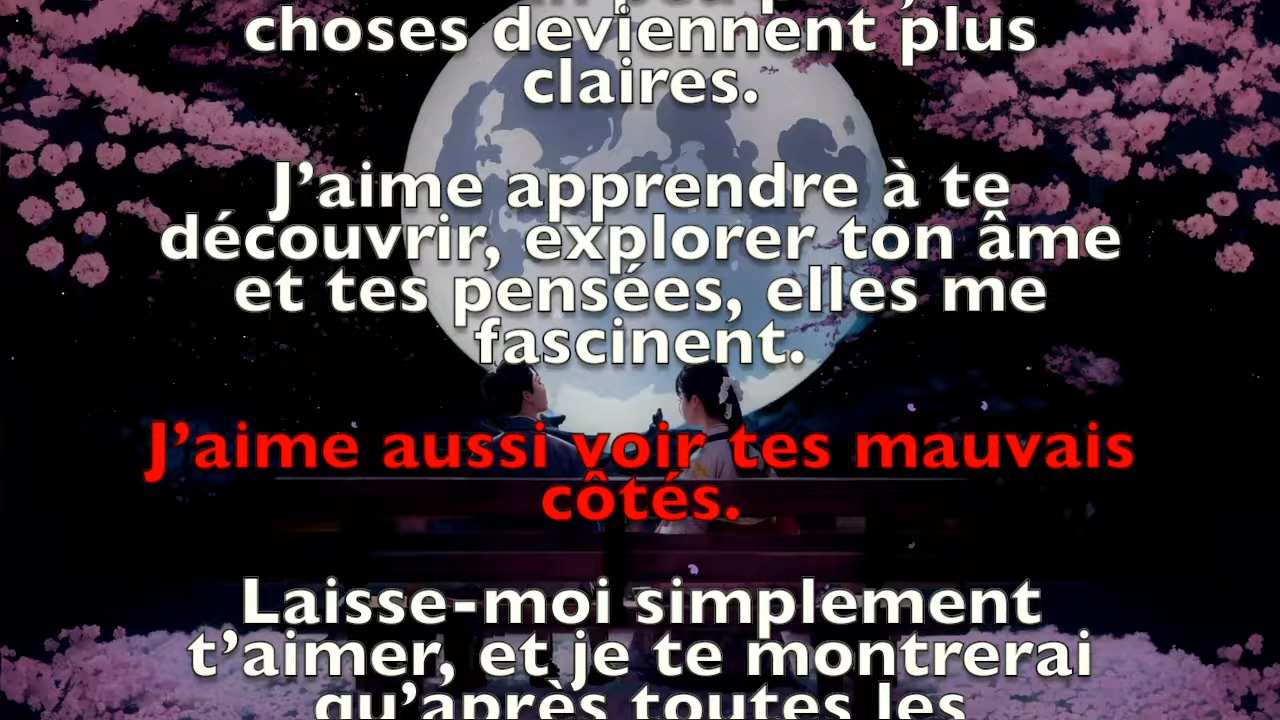 choses deviennent plus
claires.
J’aime apprendre à te
découvrir, explorer ton âme
et tes pensées, elles me
fascinent.
J’aime aussi voir tes mauvais
côtés.
Laisse-moi simplement
t’aimer, et je te montrerai
qu’après toutes les